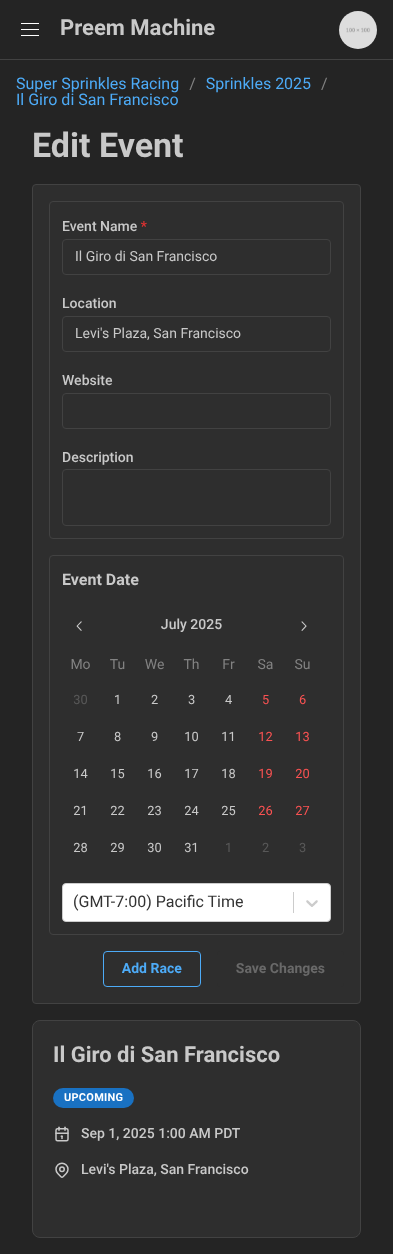 Preem Machine
100 × 100
Super Sprinkles Racing / Sprinkles 2025 /
Il Giro di San Francisco
Edit Event
Event Name *
Il Giro di San Francisco
Location
Levi's Plaza, San Francisco
Website
Description
Event Date
July 2025
Mo Tu We Th Fr Sa Su
30 1 2 3 4 5 6
7 8 9 10 11 12 13
14 15 16 17 18 19 20
21 22 23 24 25 26 27
28 29 30 31 1 2 3
(GMT-7:00) Pacific Time
Add Race Save Changes
Il Giro di San Francisco
UPCOMING
Sep 1, 2025 1:00 AM PDT
Levi's Plaza, San Francisco